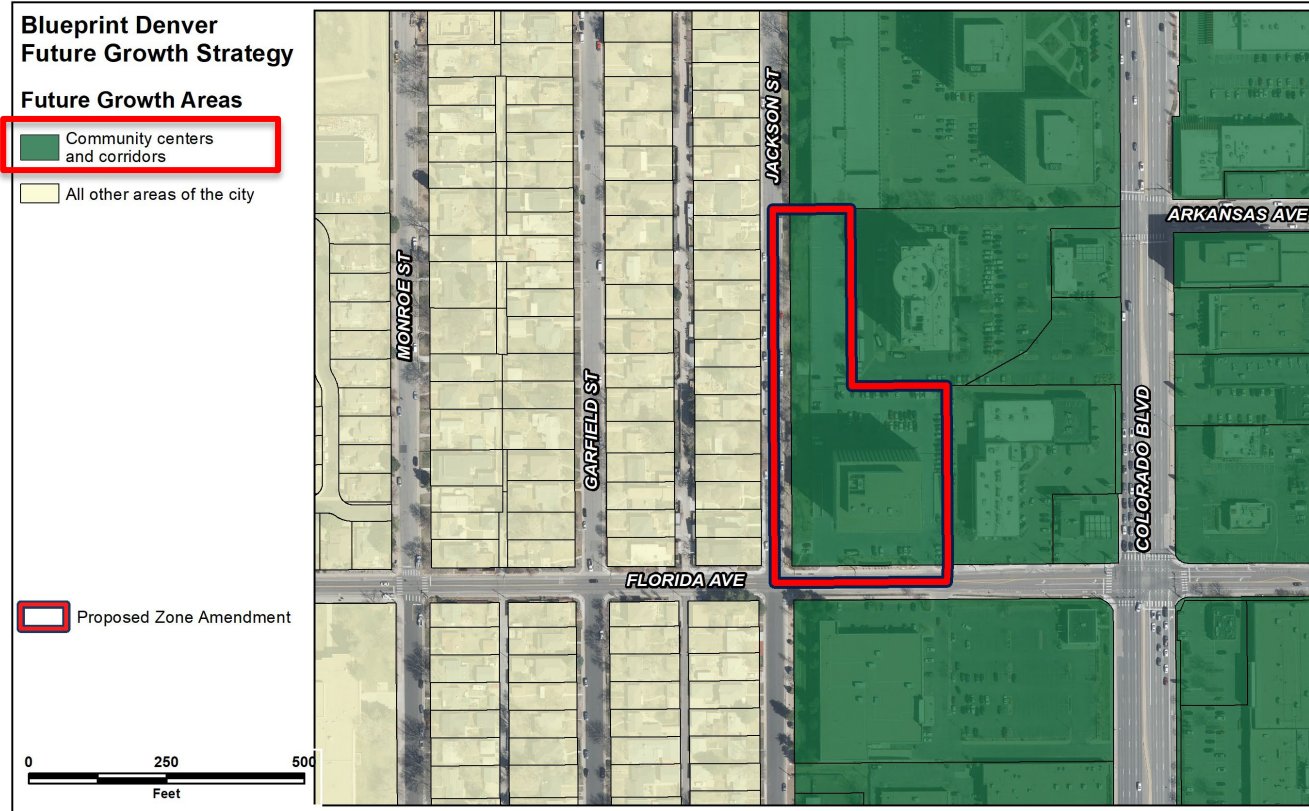 Blueprint Denver
Future Growth Strategy
Future Growth Areas
Community centers
and corridors
All other areas of the city
Proposed Zone Amendment
0 250 500
Feet
MONROE ST
GARFIELD ST
JACKSON ST
COLORADO BLVD
ARKANSAS AVE
FLORIDA AVE